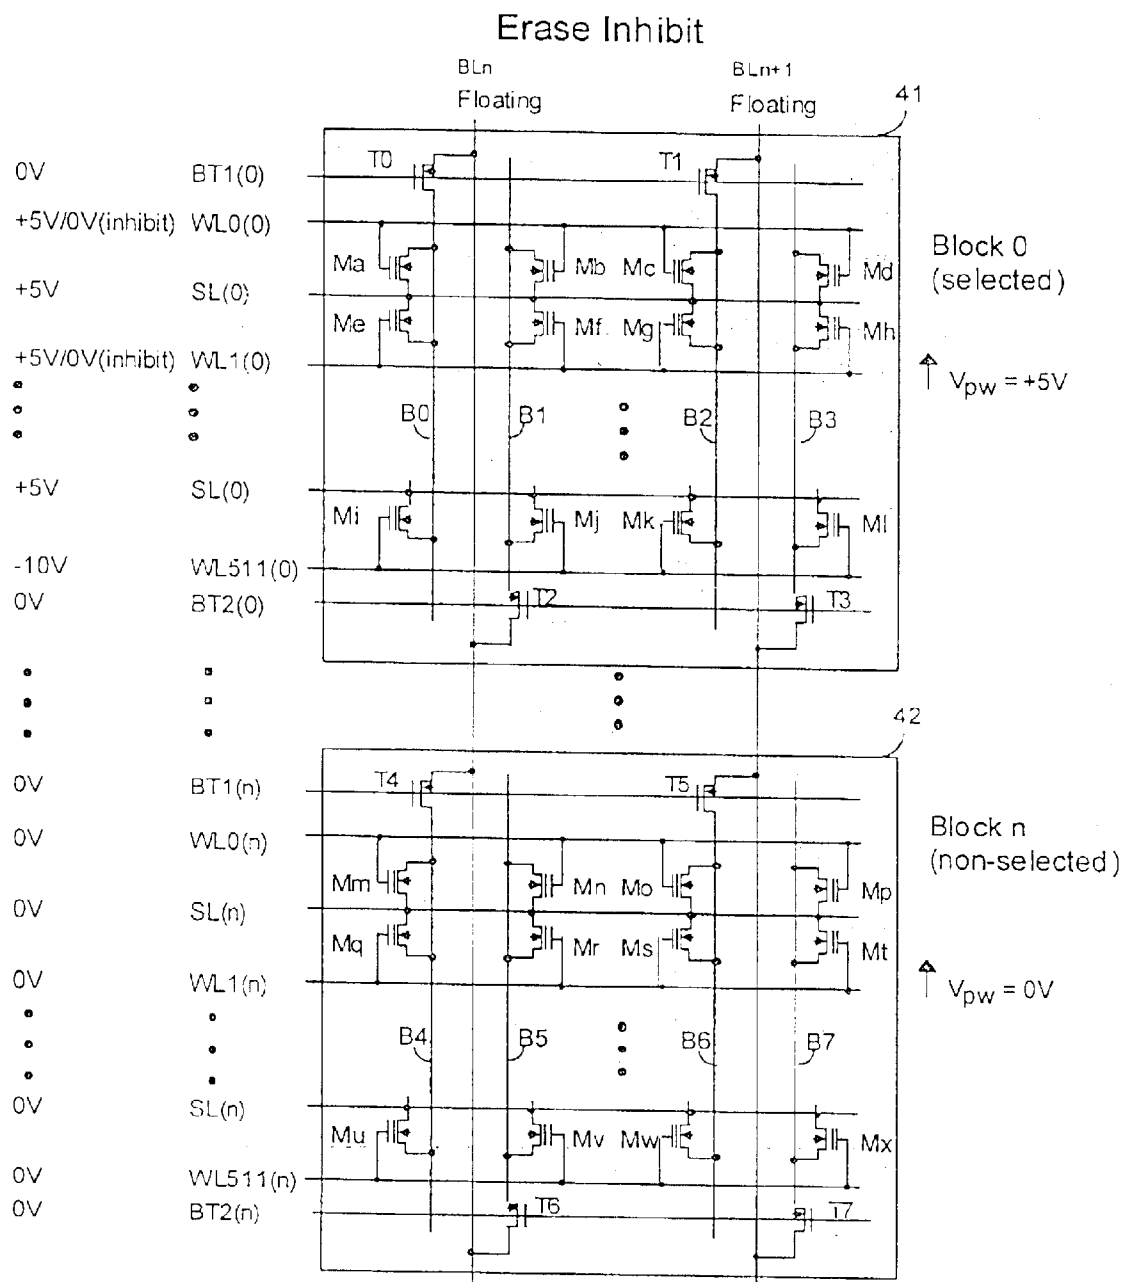 Erase Inhibit
BLn BLn+1
Floating Floating
41
0V BT1(0) T0 T1
+5V/0V(inhibit) WL0(0)
Block 0
(selected)
Ma Mb Mc Md
+5V SL(0)
Me Mf Mg Mh
+5V/0V(inhibit) WL1(0)
Vpw = +5V
B0 B1 B2 B3
+5V SL(0)
Mi Mj Mk Ml
-10V WL511(0)
0V BT2(0) T2 T3
42
0V BT1(n) T4 T5
0V WL0(n)
Block n
(non-selected)
Mm Mn Mo Mp
0V SL(n)
Mq Mr Ms Mt
0V WL1(n)
Vpw = 0V
B4 B5 B6 B7
0V SL(n)
Mu Mv Mw Mx
0V WL511(n)
0V BT2(n) T6 T7